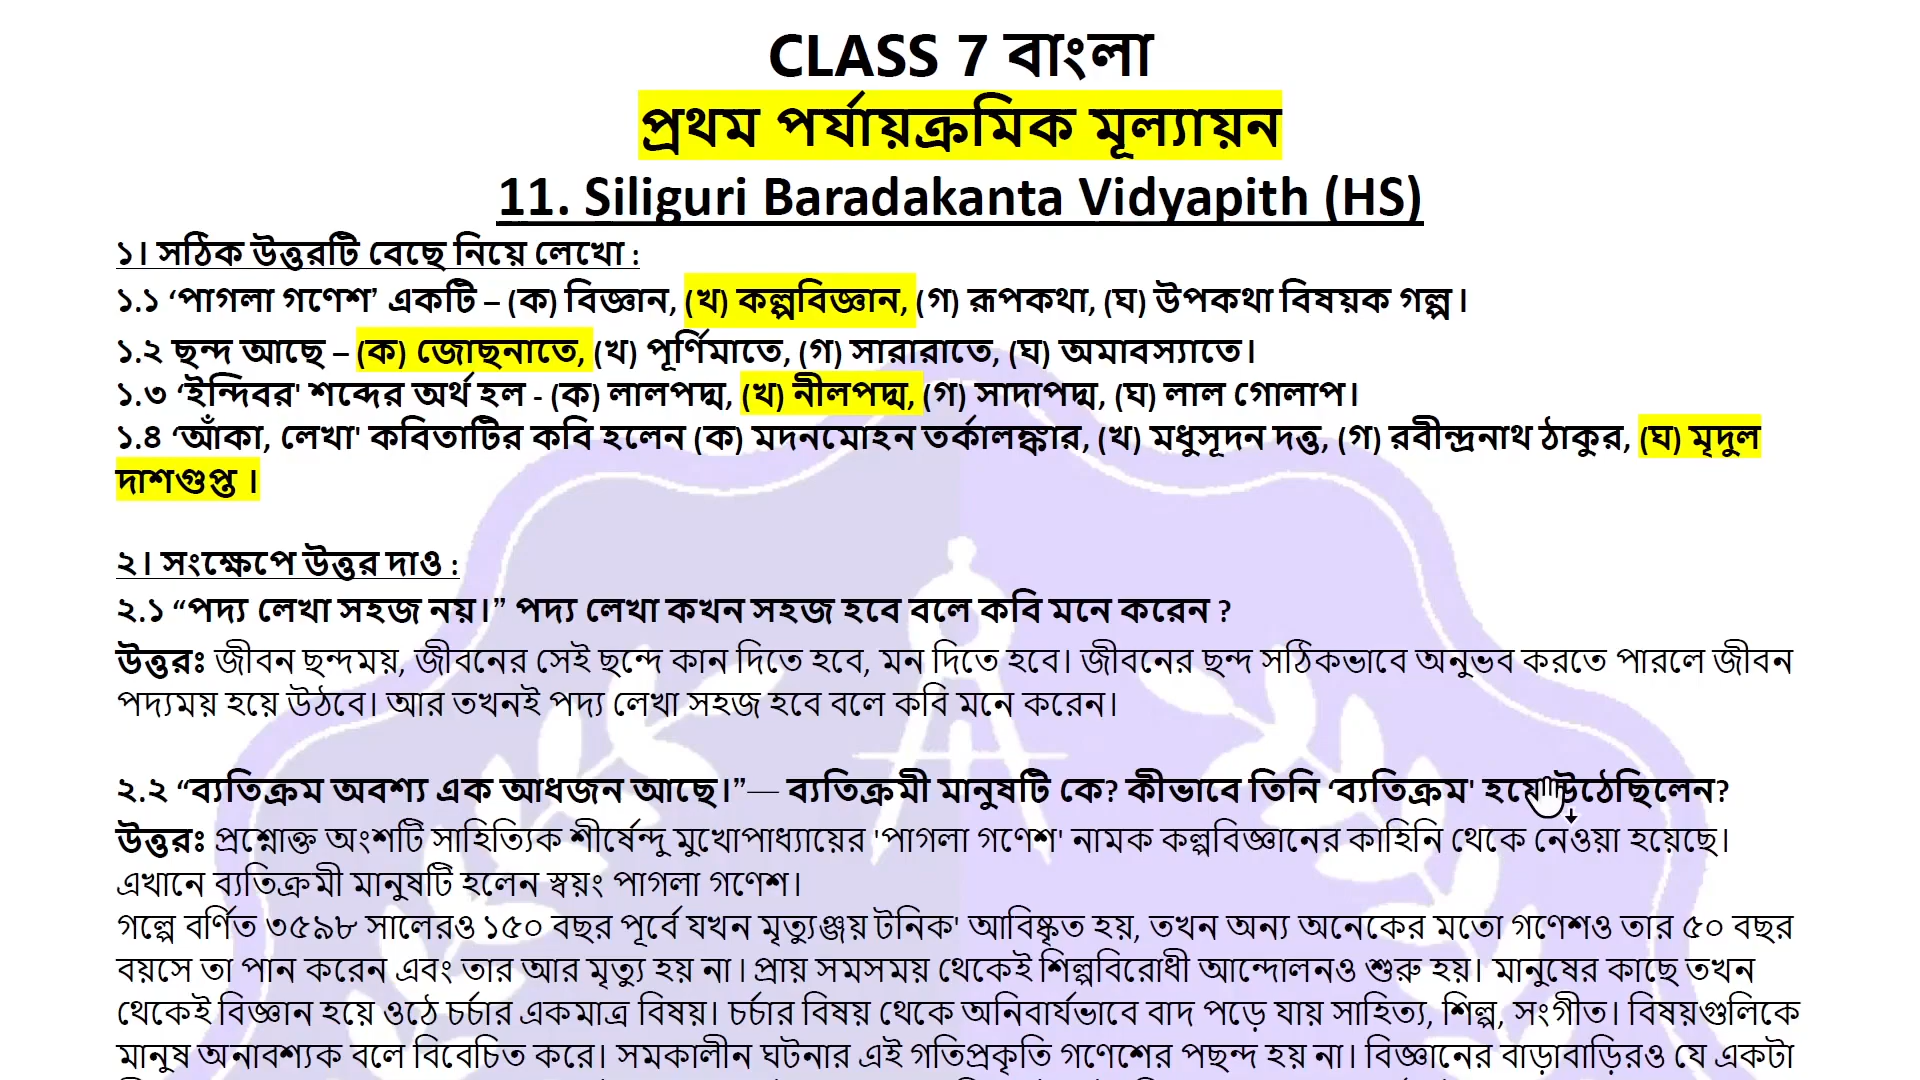 CLASS 7 বাংলা
প্রথম পর্যায়ক্রমিক মূল্যায়ন
11. Siliguri Baradakanta Vidyapith (HS)
১। সঠিক উত্তরটি বেছে নিয়ে লেখো :
১.১ ‘পাগলা গণেশ’ একটি – (ক) বিজ্ঞান, (খ) কল্পবিজ্ঞান, (গ) রূপকথা, (ঘ) উপকথা বিষয়ক গল্প।
১.২ ছন্দ আছে – (ক) জোছনাতে, (খ) পূর্ণিমাতে, (গ) সারারাতে, (ঘ) অমাবস্যাতে।
১.৩ ‘ইন্দিবর' শব্দের অর্থ হল - (ক) লালপদ্ম, (খ) নীলপদ্ম, (গ) সাদাপদ্ম, (ঘ) লাল গোলাপ।
১.৪ ‘আঁকা, লেখা' কবিতাটির কবি হলেন (ক) মদনমোহন তর্কালঙ্কার, (খ) মধুসূদন দত্ত, (গ) রবীন্দ্রনাথ ঠাকুর, (ঘ) মৃদুল
দাশগুপ্ত ।
২। সংক্ষেপে উত্তর দাও :
২.১ “পদ্য লেখা সহজ নয়।” পদ্য লেখা কখন সহজ হবে বলে কবি মনে করেন ?
উত্তরঃ জীবন ছন্দময়, জীবনের সেই ছন্দে কান দিতে হবে, মন দিতে হবে। জীবনের ছন্দ সঠিকভাবে অনুভব করতে পারলে জীবন
পদ্যময় হয়ে উঠবে। আর তখনই পদ্য লেখা সহজ হবে বলে কবি মনে করেন।
২.২ “ব্যতিক্রম অবশ্য এক আধজন আছে।”— ব্যতিক্রমী মানুষটি কে? কীভাবে তিনি ‘ব্যতিক্রম' হয়ে উঠেছিলেন?
উত্তরঃ প্রশ্নোক্ত অংশটি সাহিত্যিক শীর্ষেন্দু মুখোপাধ্যায়ের 'পাগলা গণেশ' নামক কল্পবিজ্ঞানের কাহিনি থেকে নেওয়া হয়েছে।
এখানে ব্যতিক্রমী মানুষটি হলেন স্বয়ং পাগলা গণেশ।
গল্পে বর্ণিত ৩৫৯৮ সালেরও ১৫০ বছর পূর্বে যখন মৃত্যুঞ্জয় টনিক' আবিষ্কৃত হয়, তখন অন্য অনেকের মতো গণেশও তার ৫০ বছর
বয়সে তা পান করেন এবং তার আর মৃত্যু হয় না। প্রায় সমসময় থেকেই শিল্পবিরোধী আন্দোলনও শুরু হয়। মানুষের কাছে তখন
থেকেই বিজ্ঞান হয়ে ওঠে চর্চার একমাত্র বিষয়। চর্চার বিষয় থেকে অনিবার্যভাবে বাদ পড়ে যায় সাহিত্য, শিল্প, সংগীত। বিষয়গুলিকে
মানুষ অনাবশ্যক বলে বিবেচিত করে। সমকালীন ঘটনার এই গতিপ্রকৃতি গণেশের পছন্দ হয় না। বিজ্ঞানের বাড়াবাড়িরও যে একটা